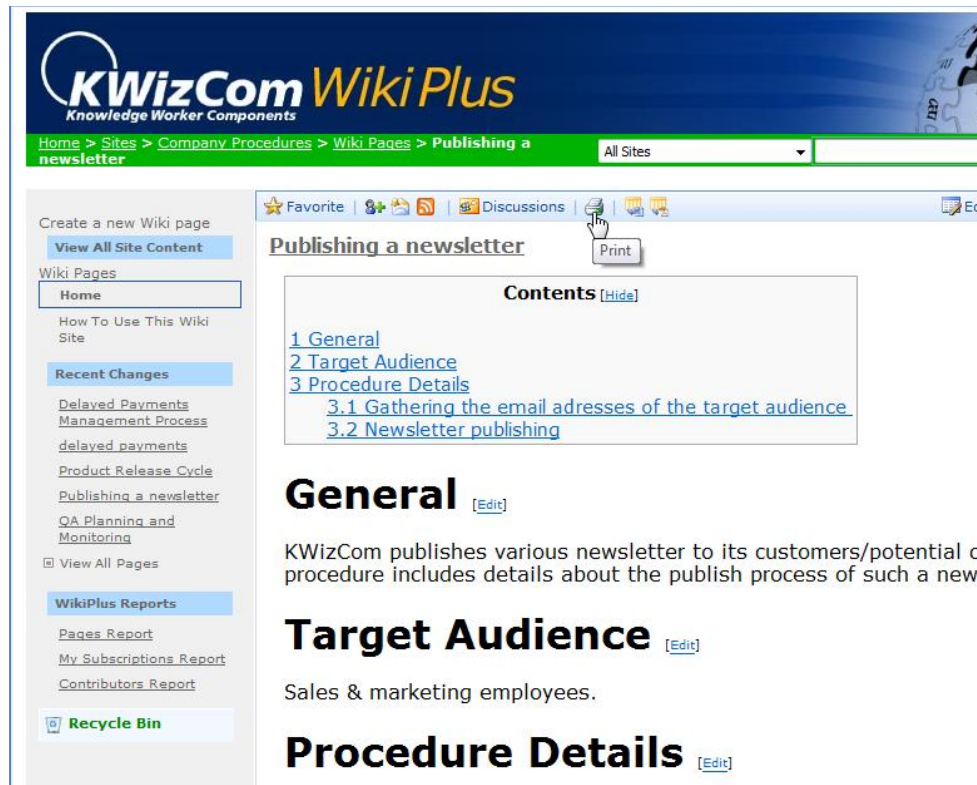 KWizCom Wiki Plus
Knowledge Worker Components
Home > Sites > Company Procedures > Wiki Pages > Publishing a
newsletter
All Sites
Favorite | | Discussions | |
Create a new Wiki page
View All Site Content
Wiki Pages
Home
How To Use This Wiki
Site
Recent Changes
Delayed Payments
Management Process
delayed payments
Product Release Cycle
Publishing a newsletter
QA Planning and
Monitoring
View All Pages
WikiPlus Reports
Pages Report
My Subscriptions Report
Contributors Report
Recycle Bin
Publishing a newsletter
Print
Contents [Hide]
1 General
2 Target Audience
3 Procedure Details
3.1 Gathering the email adresses of the target audience
3.2 Newsletter publishing
General [Edit]
KWizCom publishes various newsletter to its customers/potential
procedure includes details about the publish process of such a new
Target Audience [Edit]
Sales & marketing employees.
Procedure Details [Edit]